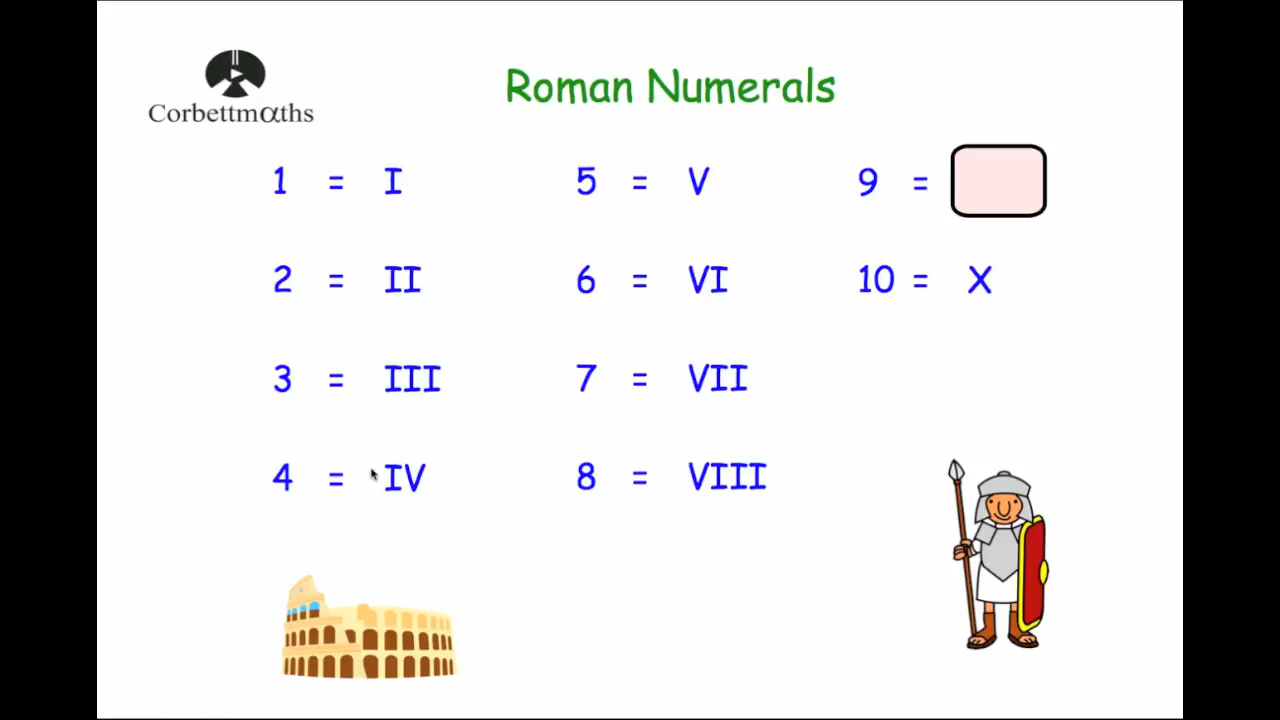 Corbettmαths
Roman Numerals
1 = I
2 = II
3 = III
4 = IV
5 = V
6 = VI
7 = VII
8 = VIII
9 =
10 = X